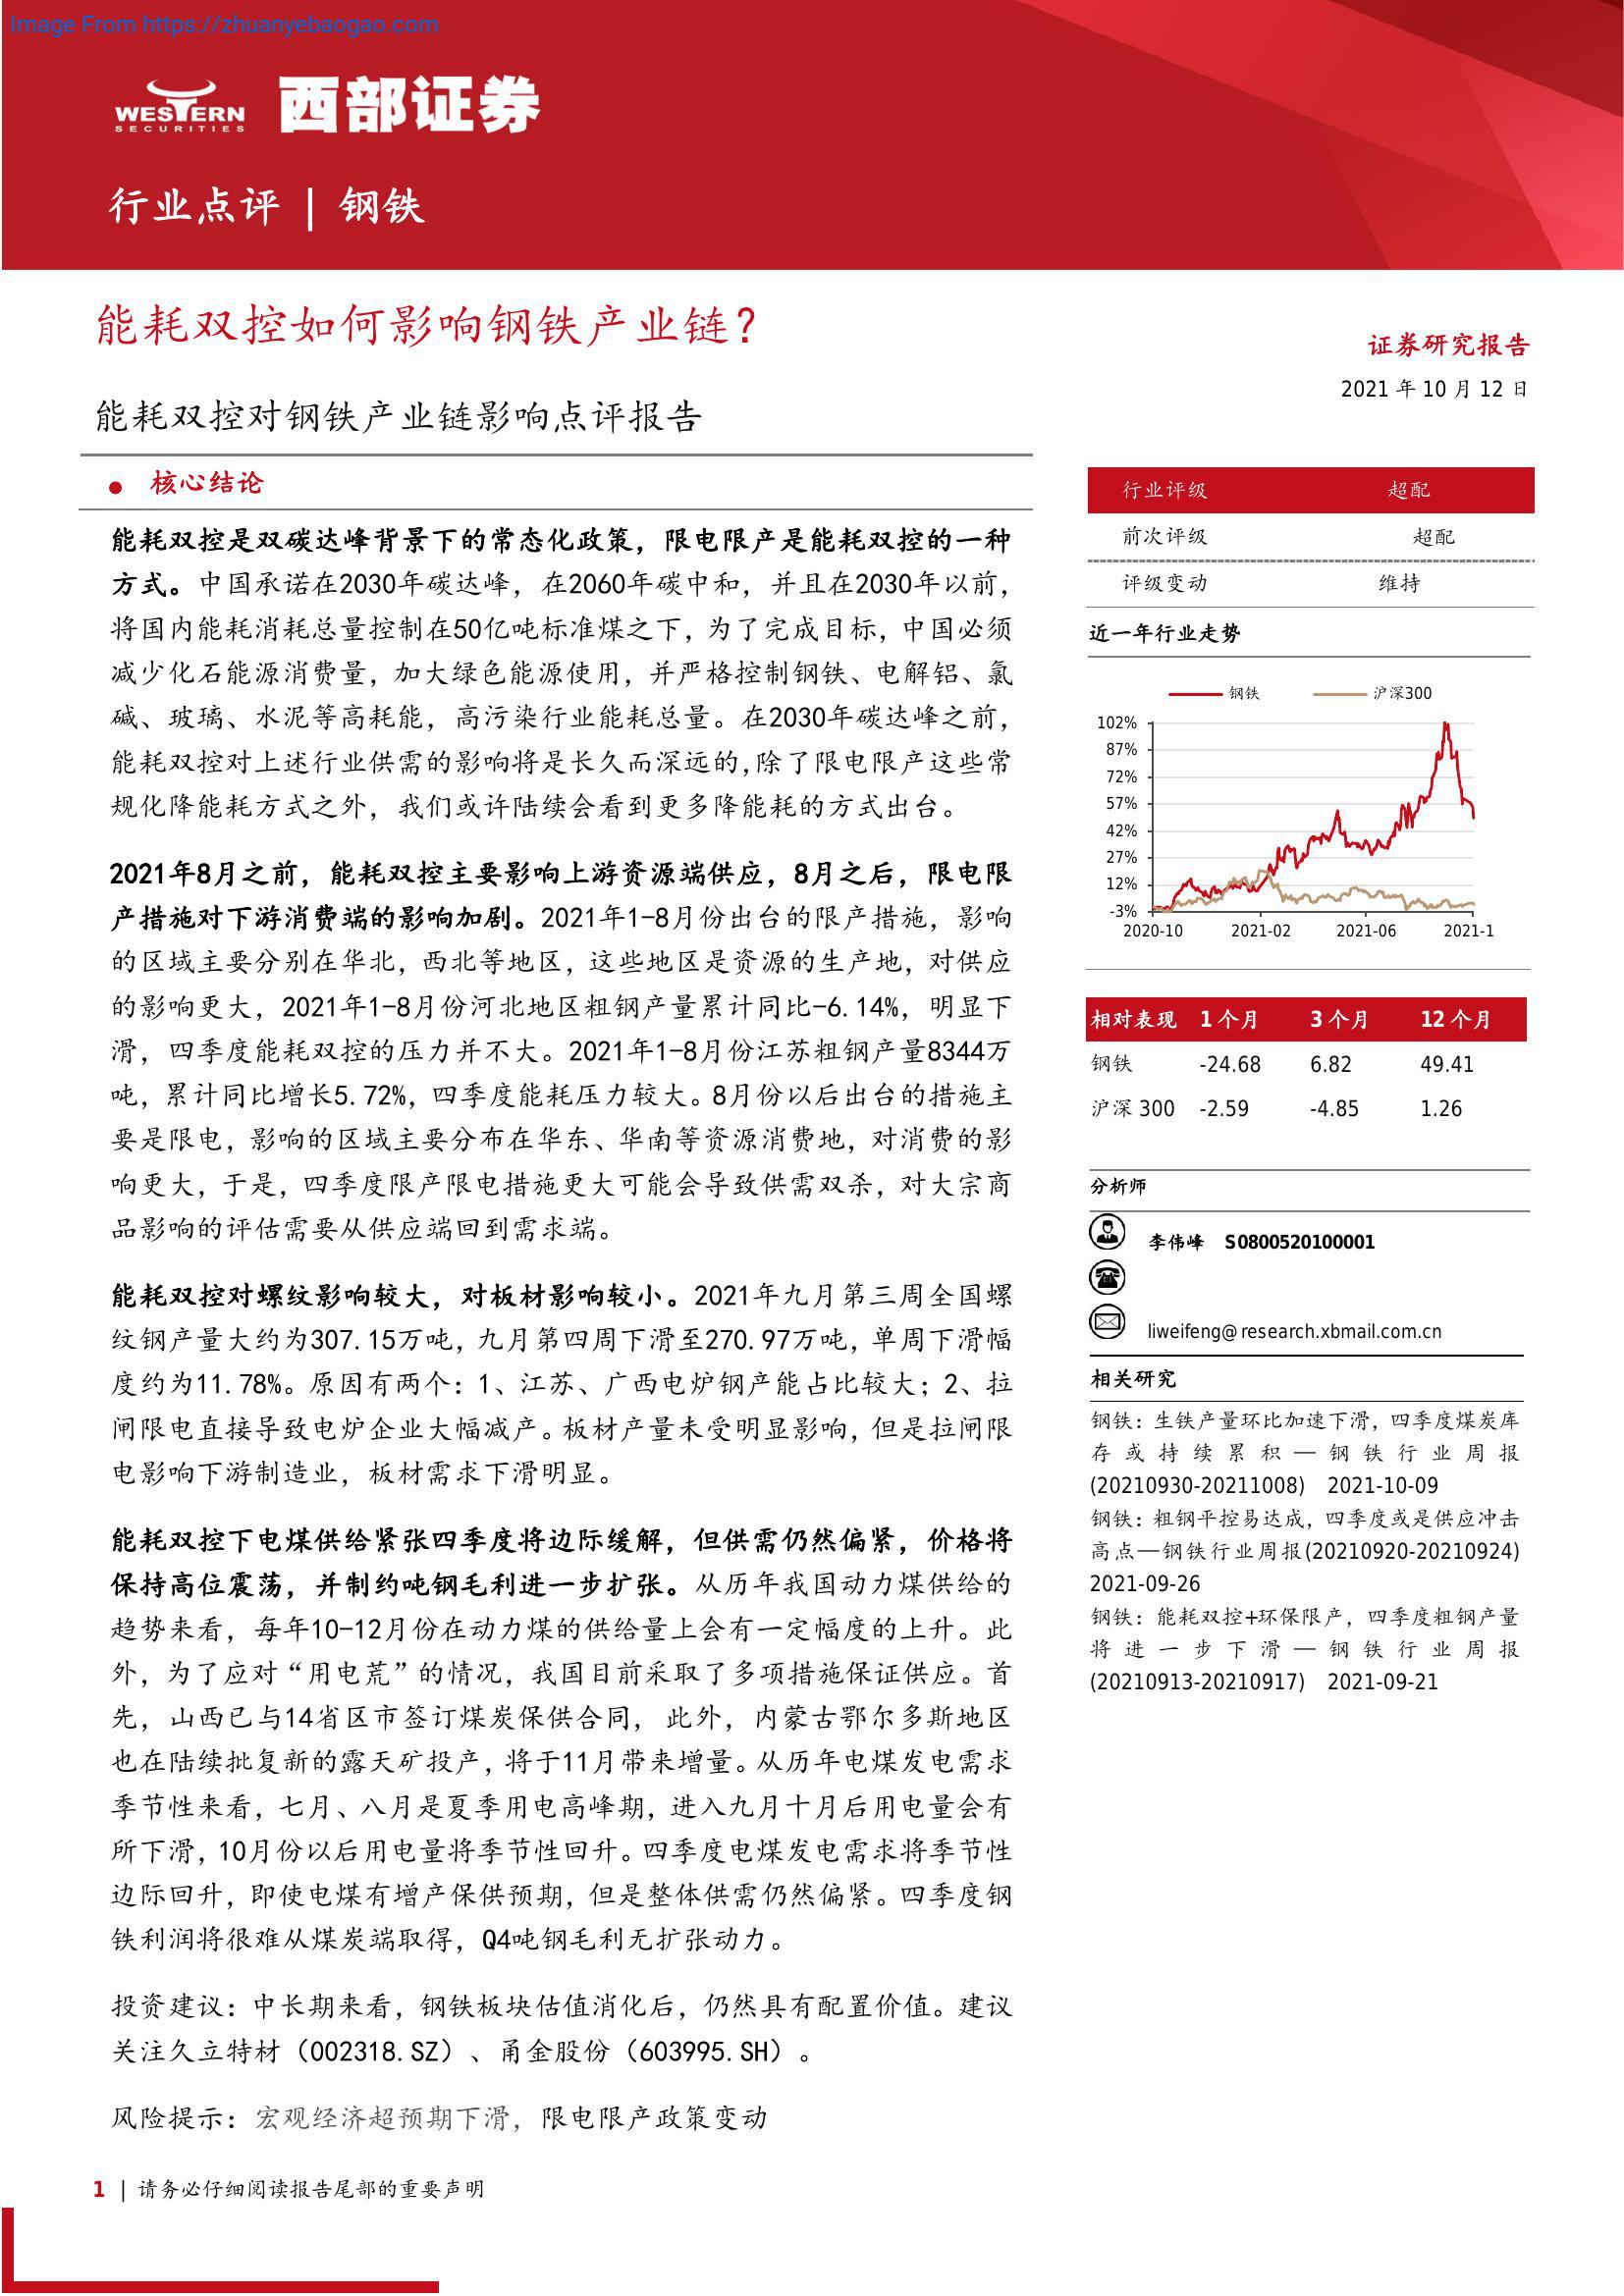 Image From https://zhuanyebaogao.com
WESTERN
SECURITIES
西部证券
行业点评 | 钢铁
能耗双控如何影响钢铁产业链？
能耗双控对钢铁产业链影响点评报告
● 核心结论
能耗双控是双碳达峰背景下的常态化政策，限电限产是能耗双控的一种
方式。中国承诺在2030年碳达峰，在2060年碳中和，并且在2030年以前，
将国内能耗消耗总量控制在50亿吨标准煤之下，为了完成目标，中国必须
减少化石能源消费量，加大绿色能源使用，并严格控制钢铁、电解铝、氯
碱、玻璃、水泥等高耗能，高污染行业能耗总量。在2030年碳达峰之前，
能耗双控对上述行业供需的影响将是长久而深远的,除了限电限产这些常
规化降能耗方式之外，我们或许陆续会看到更多降能耗的方式出台。
2021年8月之前，能耗双控主要影响上游资源端供应，8月之后，限电限
产措施对下游消费端的影响加剧。2021年1-8月份出台的限产措施，影响
的区域主要分别在华北，西北等地区，这些地区是资源的生产地，对供应
的影响更大，2021年1-8月份河北地区粗钢产量累计同比-6.14%，明显下
滑，四季度能耗双控的压力并不大。2021年1-8月份江苏粗钢产量8344万
吨，累计同比增长5.72%，四季度能耗压力较大。8月份以后出台的措施主
要是限电，影响的区域主要分布在华东、华南等资源消费地，对消费的影
响更大，于是，四季度限产限电措施更大可能会导致供需双杀，对大宗商
品影响的评估需要从供应端回到需求端。
能耗双控对螺纹影响较大，对板材影响较小。2021年九月第三周全国螺
纹钢产量大约为307.15万吨，九月第四周下滑至270.97万吨，单周下滑幅
度约为11.78%。原因有两个：1、江苏、广西电炉钢产能占比较大；2、拉
闸限电直接导致电炉企业大幅减产。板材产量未受明显影响，但是拉闸限
电影响下游制造业，板材需求下滑明显。
能耗双控下电煤供给紧张四季度将边际缓解，但供需仍然偏紧，价格将
保持高位震荡，并制约吨钢毛利进一步扩张。从历年我国动力煤供给的
趋势来看，每年10-12月份在动力煤的供给量上会有一定幅度的上升。此
外，为了应对“用电荒”的情况，我国目前采取了多项措施保证供应。首
先，山西已与14省区市签订煤炭保供合同， 此外，内蒙古鄂尔多斯地区
也在陆续批复新的露天矿投产，将于11月带来增量。从历年电煤发电需求
季节性来看，七月、八月是夏季用电高峰期，进入九月十月后用电量会有
所下滑，10月份以后用电量将季节性回升。四季度电煤发电需求将季节性
边际回升，即使电煤有增产保供预期，但是整体供需仍然偏紧。四季度钢
铁利润将很难从煤炭端取得，Q4吨钢毛利无扩张动力。
投资建议：中长期来看，钢铁板块估值消化后，仍然具有配置价值。建议
关注久立特材（002318.SZ）、甬金股份（603995.SH）。
风险提示：宏观经济超预期下滑，限电限产政策变动
证券研究报告
2021 年 10 月 12 日
行业评级 超配
前次评级 超配
评级变动 维持
近一年行业走势
钢铁 沪深300
102%
87%
72%
57%
42%
27%
12%
-3%
2020-10 2021-02 2021-06 2021-1
相对表现 1 个月 3 个月 12 个月
钢铁 -24.68 6.82 49.41
沪深 300 -2.59 -4.85 1.26
分析师
李伟峰 S0800520100001
liweifeng@research.xbmail.com.cn
相关研究
钢铁：生铁产量环比加速下滑，四季度煤炭库
存或持续累积—钢铁行业周报
(20210930-20211008) 2021-10-09
钢铁：粗钢平控易达成，四季度或是供应冲击
高点—钢铁行业周报(20210920-20210924)
2021-09-26
钢铁：能耗双控+环保限产，四季度粗钢产量
将进一步下滑—钢铁行业周报
(20210913-20210917) 2021-09-21
1 | 请务必仔细阅读报告尾部的重要声明